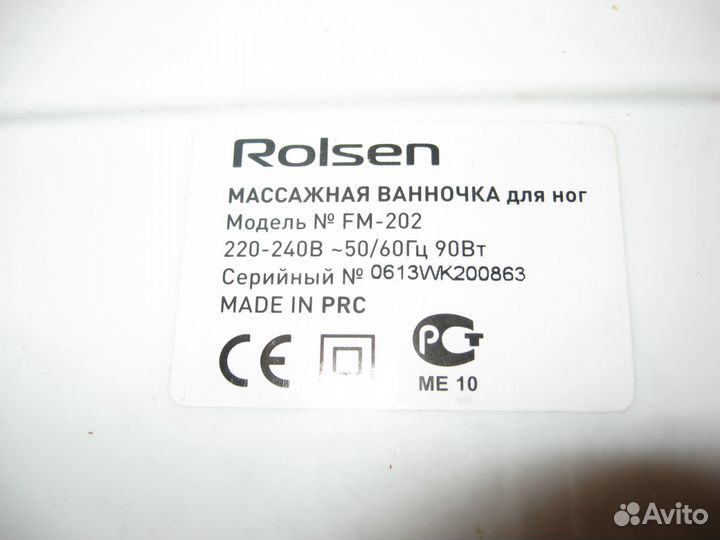 Rolsen
МАССАЖНАЯ ВАННОЧКА для ног
Модель № FM-202
220-240В ~50/60Гц 90Вт
Серийный № 0613WK200863
MADE IN PRC
CE
РСТ
ME 10
Avito